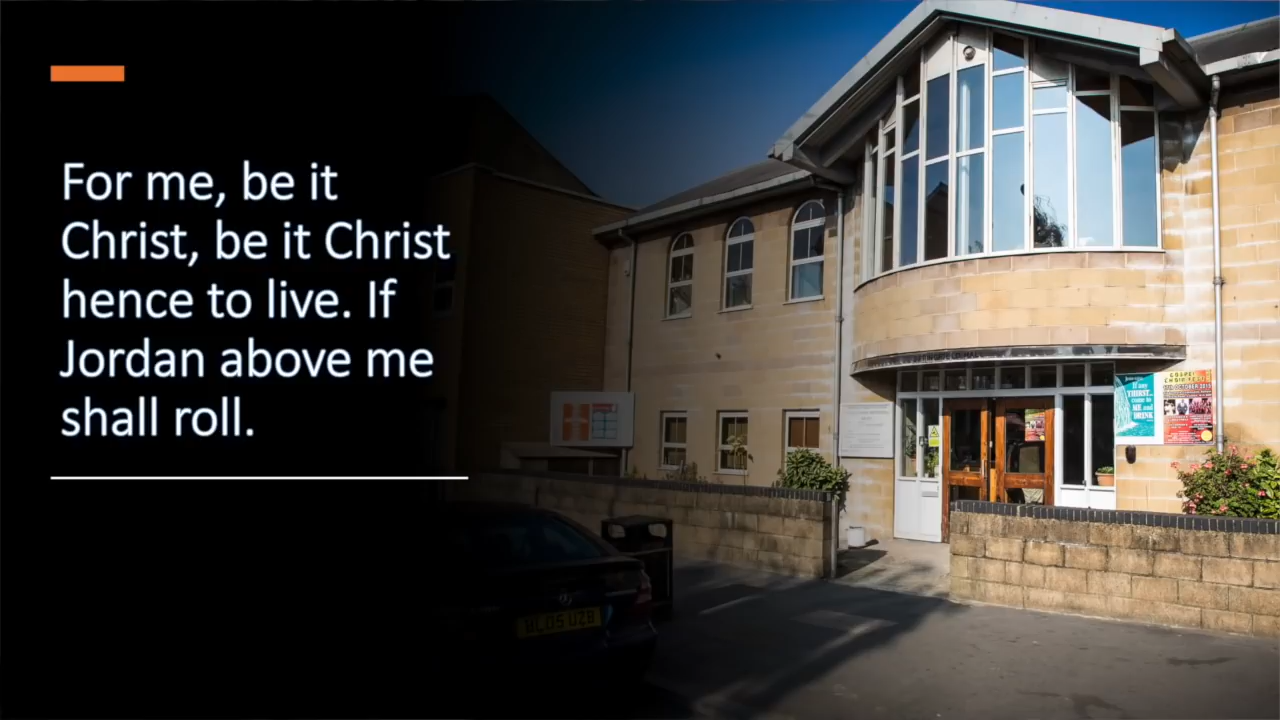 For me, be it
Christ, be it Christ
hence to live. If
Jordan above me
shall roll.
If any
THIRST...
come to
ME and
DRINK
GOSPEL